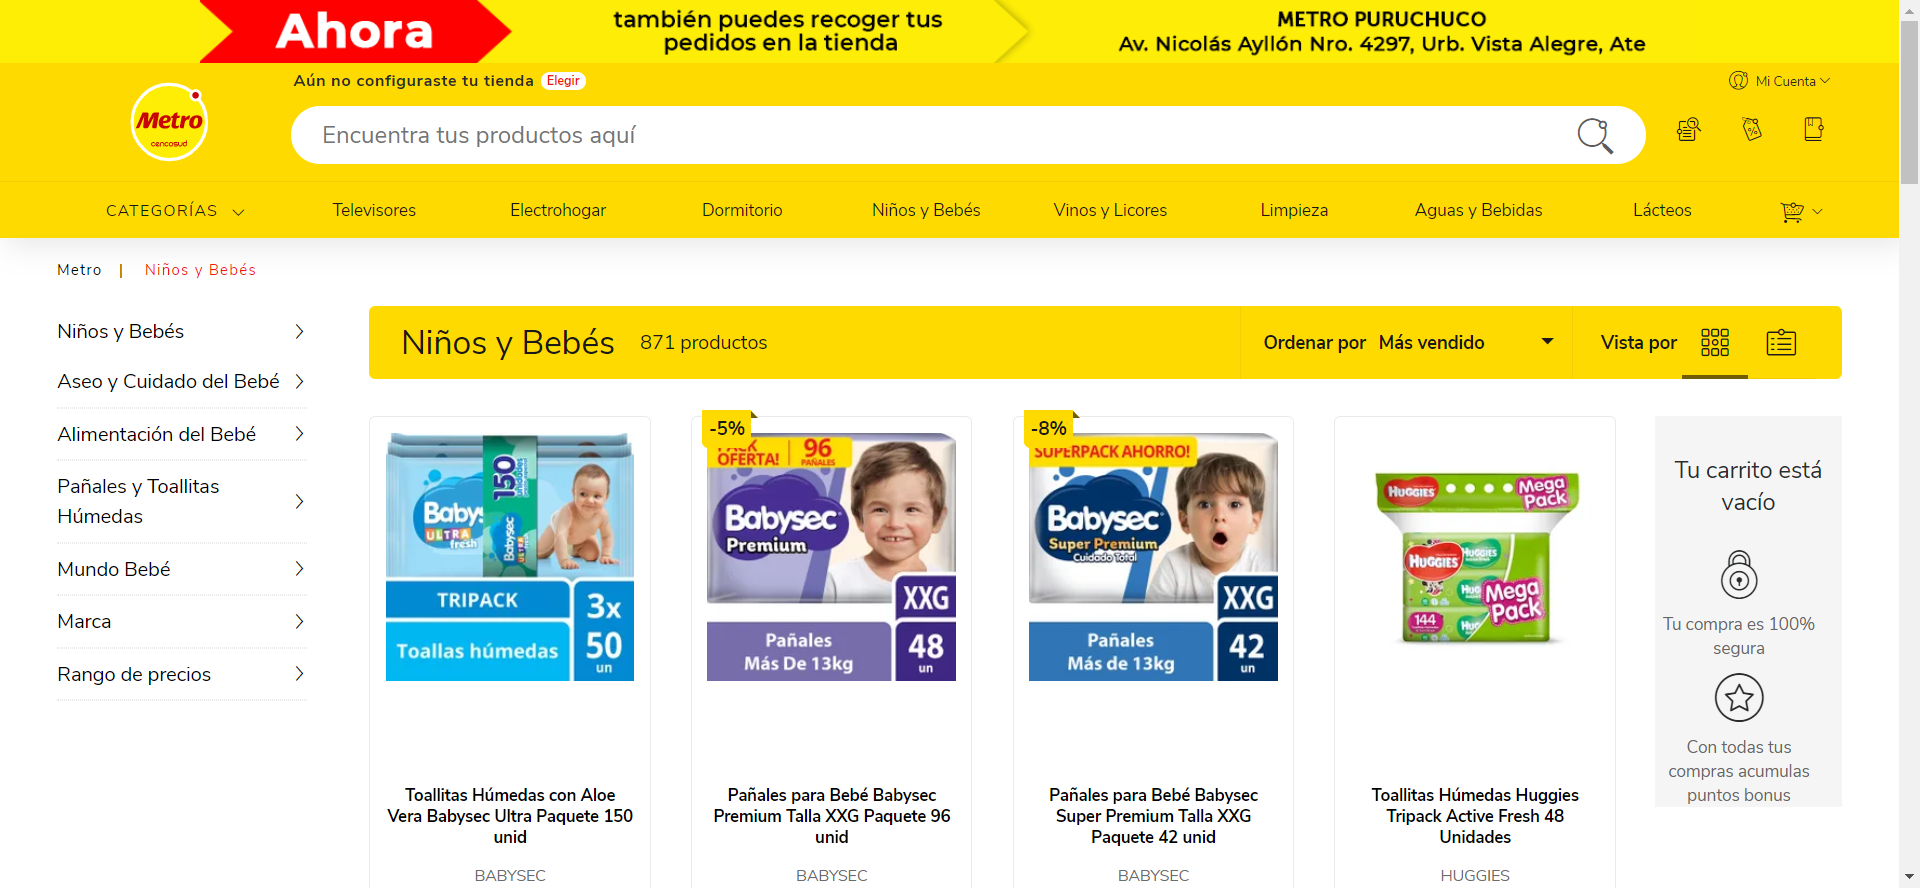 Ahora
también puedes recoger tus
pedidos en la tienda
METRO PURUCHUCO
Av. Nicolás Ayllón Nro. 4297, Urb. Vista Alegre, Ate
Aún no configuraste tu tienda Elegir
Mi Cuenta
Metro
cencosud
Encuentra tus productos aquí
CATEGORÍAS
Televisores
Electrohogar
Dormitorio
Niños y Bebés
Vinos y Licores
Limpieza
Aguas y Bebidas
Lácteos
Metro | Niños y Bebés
Niños y Bebés
Aseo y Cuidado del Bebé
Alimentación del Bebé
Pañales y Toallitas
Húmedas
Mundo Bebé
Marca
Rango de precios
Niños y Bebés 871 productos
Ordenar por Más vendido
Vista por
150
Babysec
ULTRA
fresh
Babysec
TRIPACK
Toallas húmedas
3x
50
un
Toallitas Húmedas con Aloe
Vera Babysec Ultra Paquete 150
unid
BABYSEC
-5%
PACK
OFERTA!
96
PAÑALES
Babysec
Premium
XXG
Pañales
Más De 13kg
48
un
Pañales para Bebé Babysec
Premium Talla XXG Paquete 96
unid
BABYSEC
-8%
SUPERPACK AHORRO!
Babysec
Super Premium
Cuidado Total
XXG
Pañales
Más de 13kg
42
un
Pañales para Bebé Babysec
Super Premium Talla XXG
Paquete 42 unid
BABYSEC
HUGGIES
Mega
Pack
HUGGIES
HUGGIES
Mega
Pack
144
Toallitas Húmedas Huggies
Tripack Active Fresh 48
Unidades
HUGGIES
Tu carrito está
vacío
Tu compra es 100%
segura
Con todas tus
compras acumulas
puntos bonus